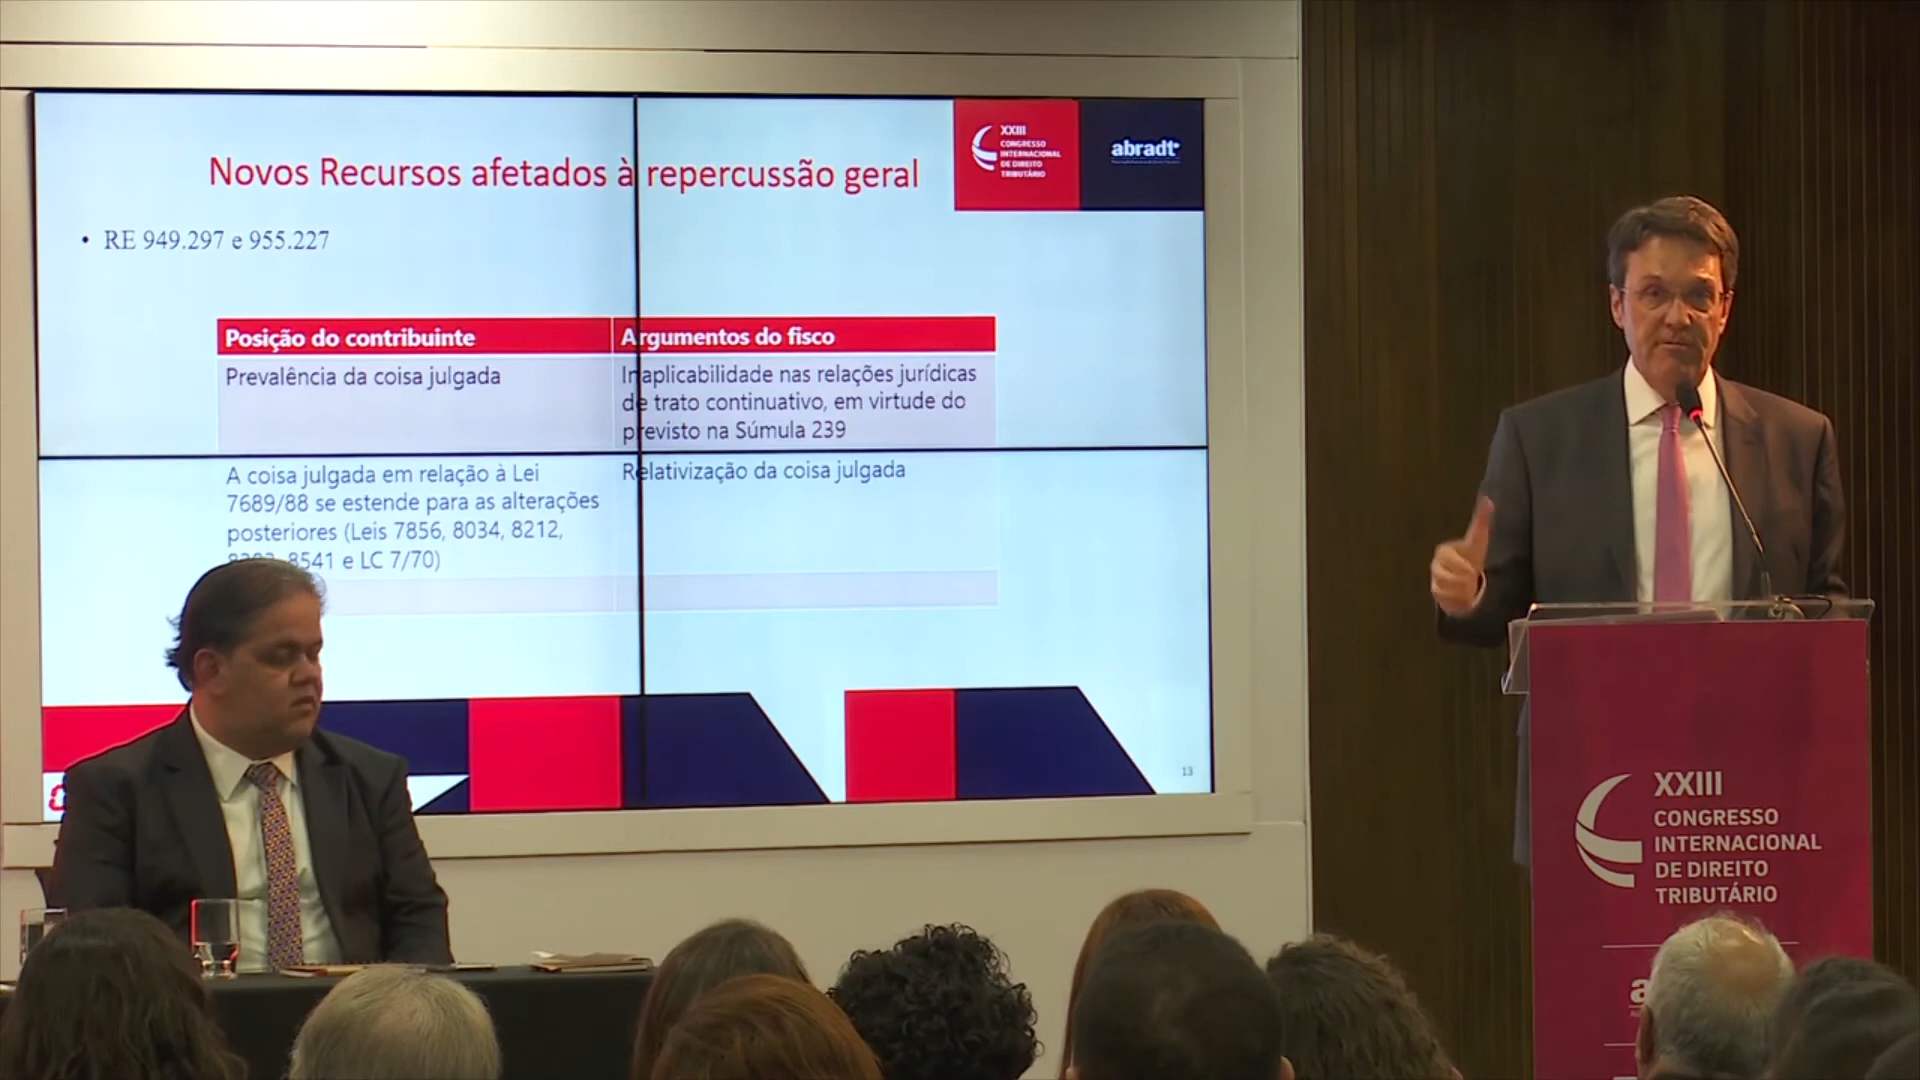 Novos Recursos afetados à repercussão geral
XXIII
CONGRESSO
INTERNACIONAL
DE DIREITO
TRIBUTÁRIO
abradt
• RE 949.297 e 955.227
Posição do contribuinte
Argumentos do fisco
Prevalência da coisa julgada
Inaplicabilidade nas relações jurídicas
de trato continuativo, em virtude do
previsto na Súmula 239
A coisa julgada em relação à Lei
7689/88 se estende para as alterações
posteriores (Leis 7856, 8034, 8212,
8541 e LC 7/70)
Relativização da coisa julgada
13
XXIII
CONGRESSO
INTERNACIONAL
DE DIREITO
TRIBUTÁRIO